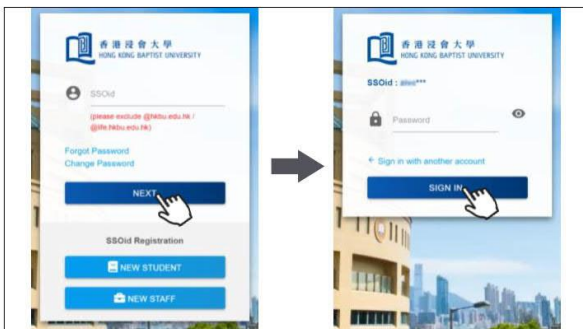 香港浸會大學
HONG KONG BAPTIST UNIVERSITY
SSOid
(please exclude @hkbu.edu.hk /
@life.hkbu.edu.hk)
Forgot Password
Change Password
NEXT
SSOid Registration
NEW STUDENT
NEW STAFF
香港浸會大學
HONG KONG BAPTIST UNIVERSITY
SSOid :
Password
← Sign in with another account
SIGN IN